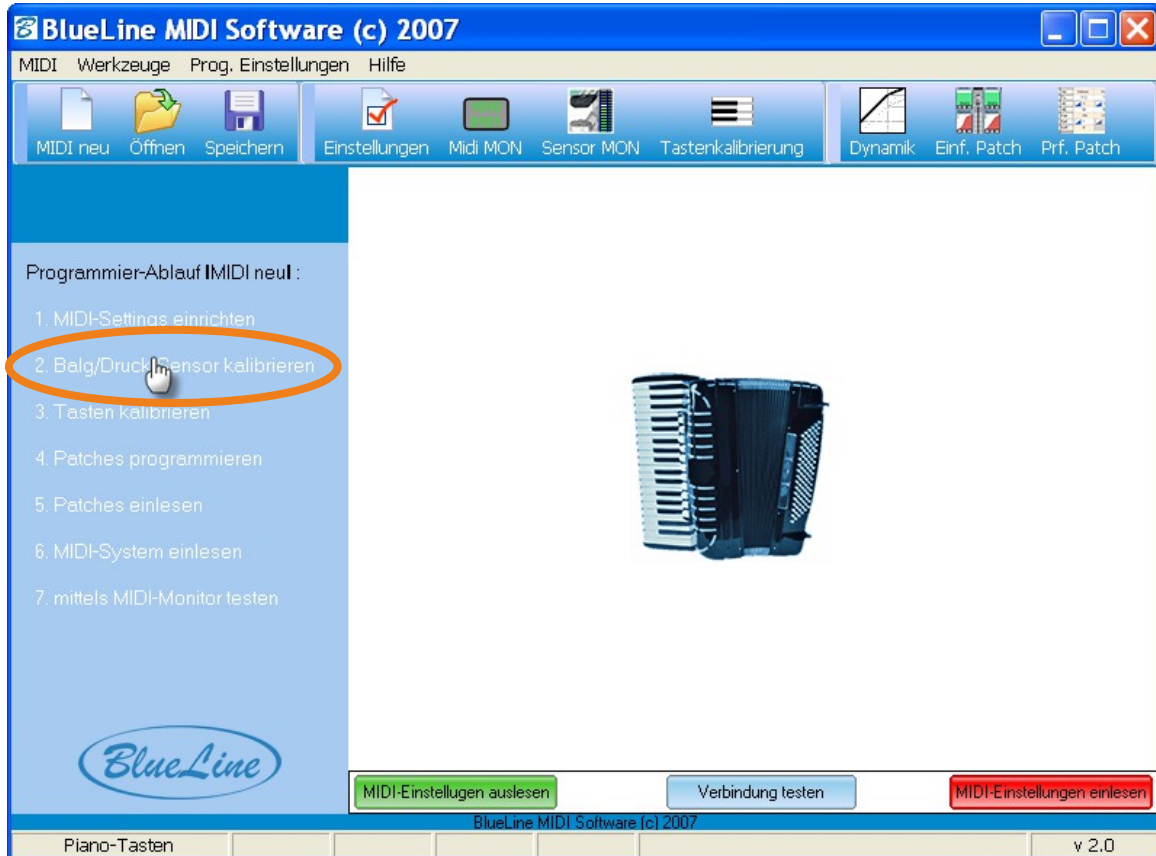 BlueLine MIDI Software (c) 2007
MIDI Werkzeuge Prog. Einstellungen Hilfe
MIDI neu Öffnen Speichern Einstellungen Midi MON Sensor MON Tastenkalibrierung Dynamik Einf. Patch Prf. Patch
Programmier-Ablauf |MIDI neu| :
1. MIDI-Settings einrichten
2. Balg/Druck Sensor kalibrieren
3. Tasten kalibrieren
4. Patches programmieren
5. Patches einlesen
6. MIDI-System einlesen
7. mittels MIDI-Monitor testen
BlueLine
MIDI-Einstellugen auslesen Verbindung testen MIDI-Einstellungen einlesen
BlueLine MIDI Software (c) 2007
Piano-Tasten v 2.0